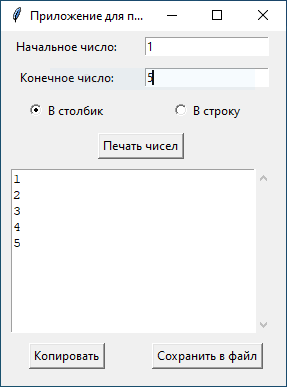 Приложение для п...
Начальное число: 1
Конечное число: 5
В столбик В строку
Печать чисел
1
2
3
4
5
Копировать Сохранить в файл